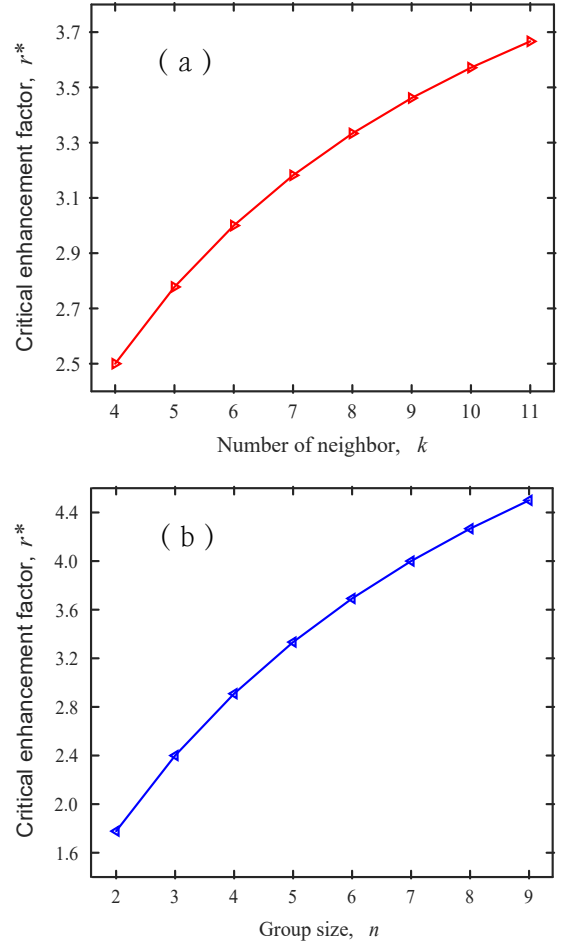 ( a )
Critical enhancement factor, r*
3.7
3.5
3.3
3.1
2.9
2.7
2.5
4 5 6 7 8 9 10 11
Number of neighbor, k
( b )
Critical enhancement factor, r*
4.4
4.0
3.6
3.2
2.8
2.4
2.0
1.6
2 3 4 5 6 7 8 9
Group size, n